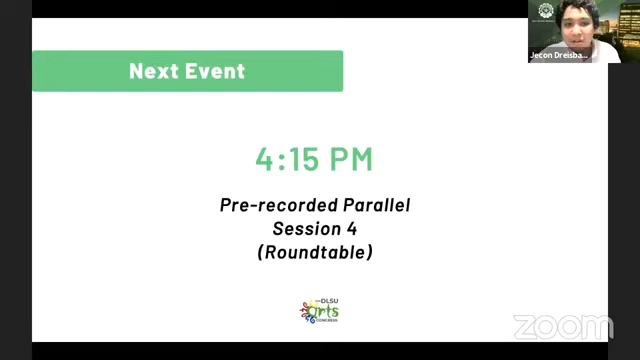 Jecon Dreisba...
Next Event
4:15 PM
Pre-recorded Parallel
Session 4
(Roundtable)
DLSU
arts
CONGRESS
zoom